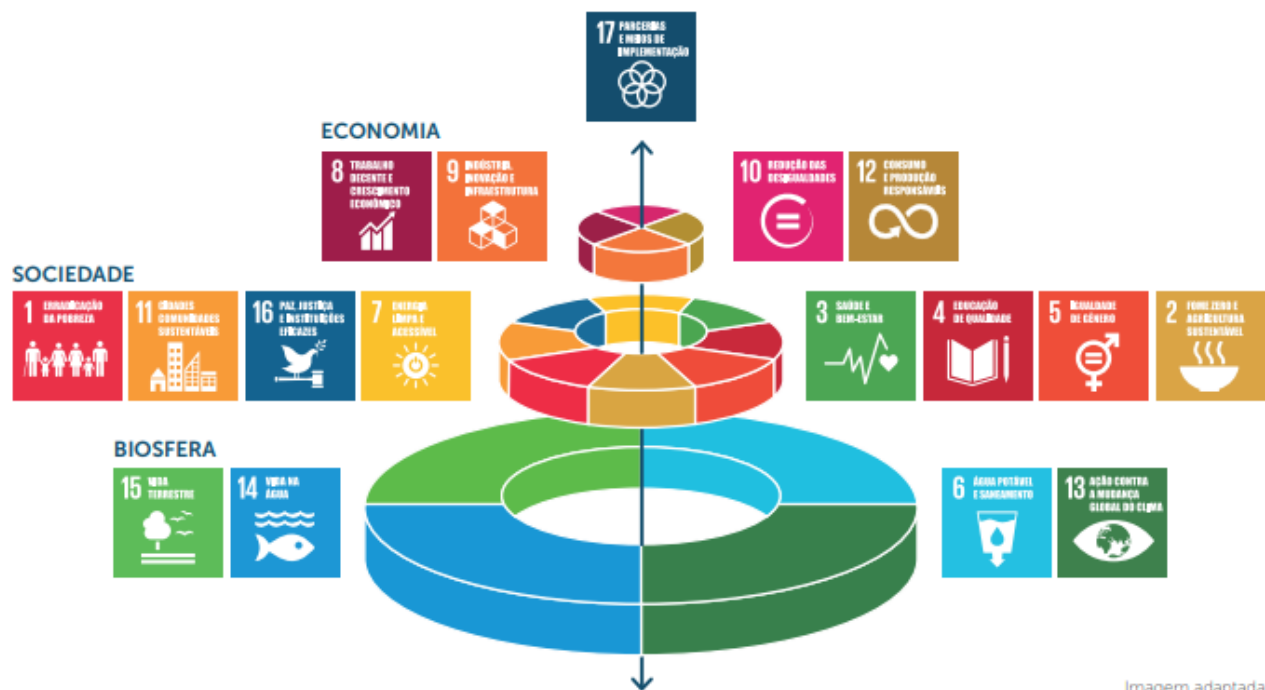 17 PARCERIAS
E MEIOS DE
IMPLEMENTAÇÃO
ECONOMIA
8 TRABALHO
DECENTE E
CRESCIMENTO
ECONÔMICO
9 INDÚSTRIA,
INOVAÇÃO E
INFRAESTRUTURA
10 REDUÇÃO DAS
DESIGUALDADES
12 CONSUMO
E PRODUÇÃO
RESPONSÁVEIS
SOCIEDADE
1 ERRADICAÇÃO
DA POBREZA
11 CIDADES
COMUNIDADES
SUSTENTÁVEIS
16 PAZ, JUSTIÇA
E INSTITUIÇÕES
EFICAZES
7 ENERGIA
LIMPA E
ACESSÍVEL
3 SAÚDE E
BEM-ESTAR
4 EDUCAÇÃO
DE QUALIDADE
5 IGUALDADE
DE GÊNERO
2 FOME ZERO E
AGRICULTURA
SUSTENTÁVEL
BIOSFERA
15 VIDA
TERRESTRE
14 VIDA NA
ÁGUA
6 ÁGUA POTÁVEL
E SANEAMENTO
13 AÇÃO CONTRA
A MUDANÇA
GLOBAL DO CLIMA
Imagem adaptada